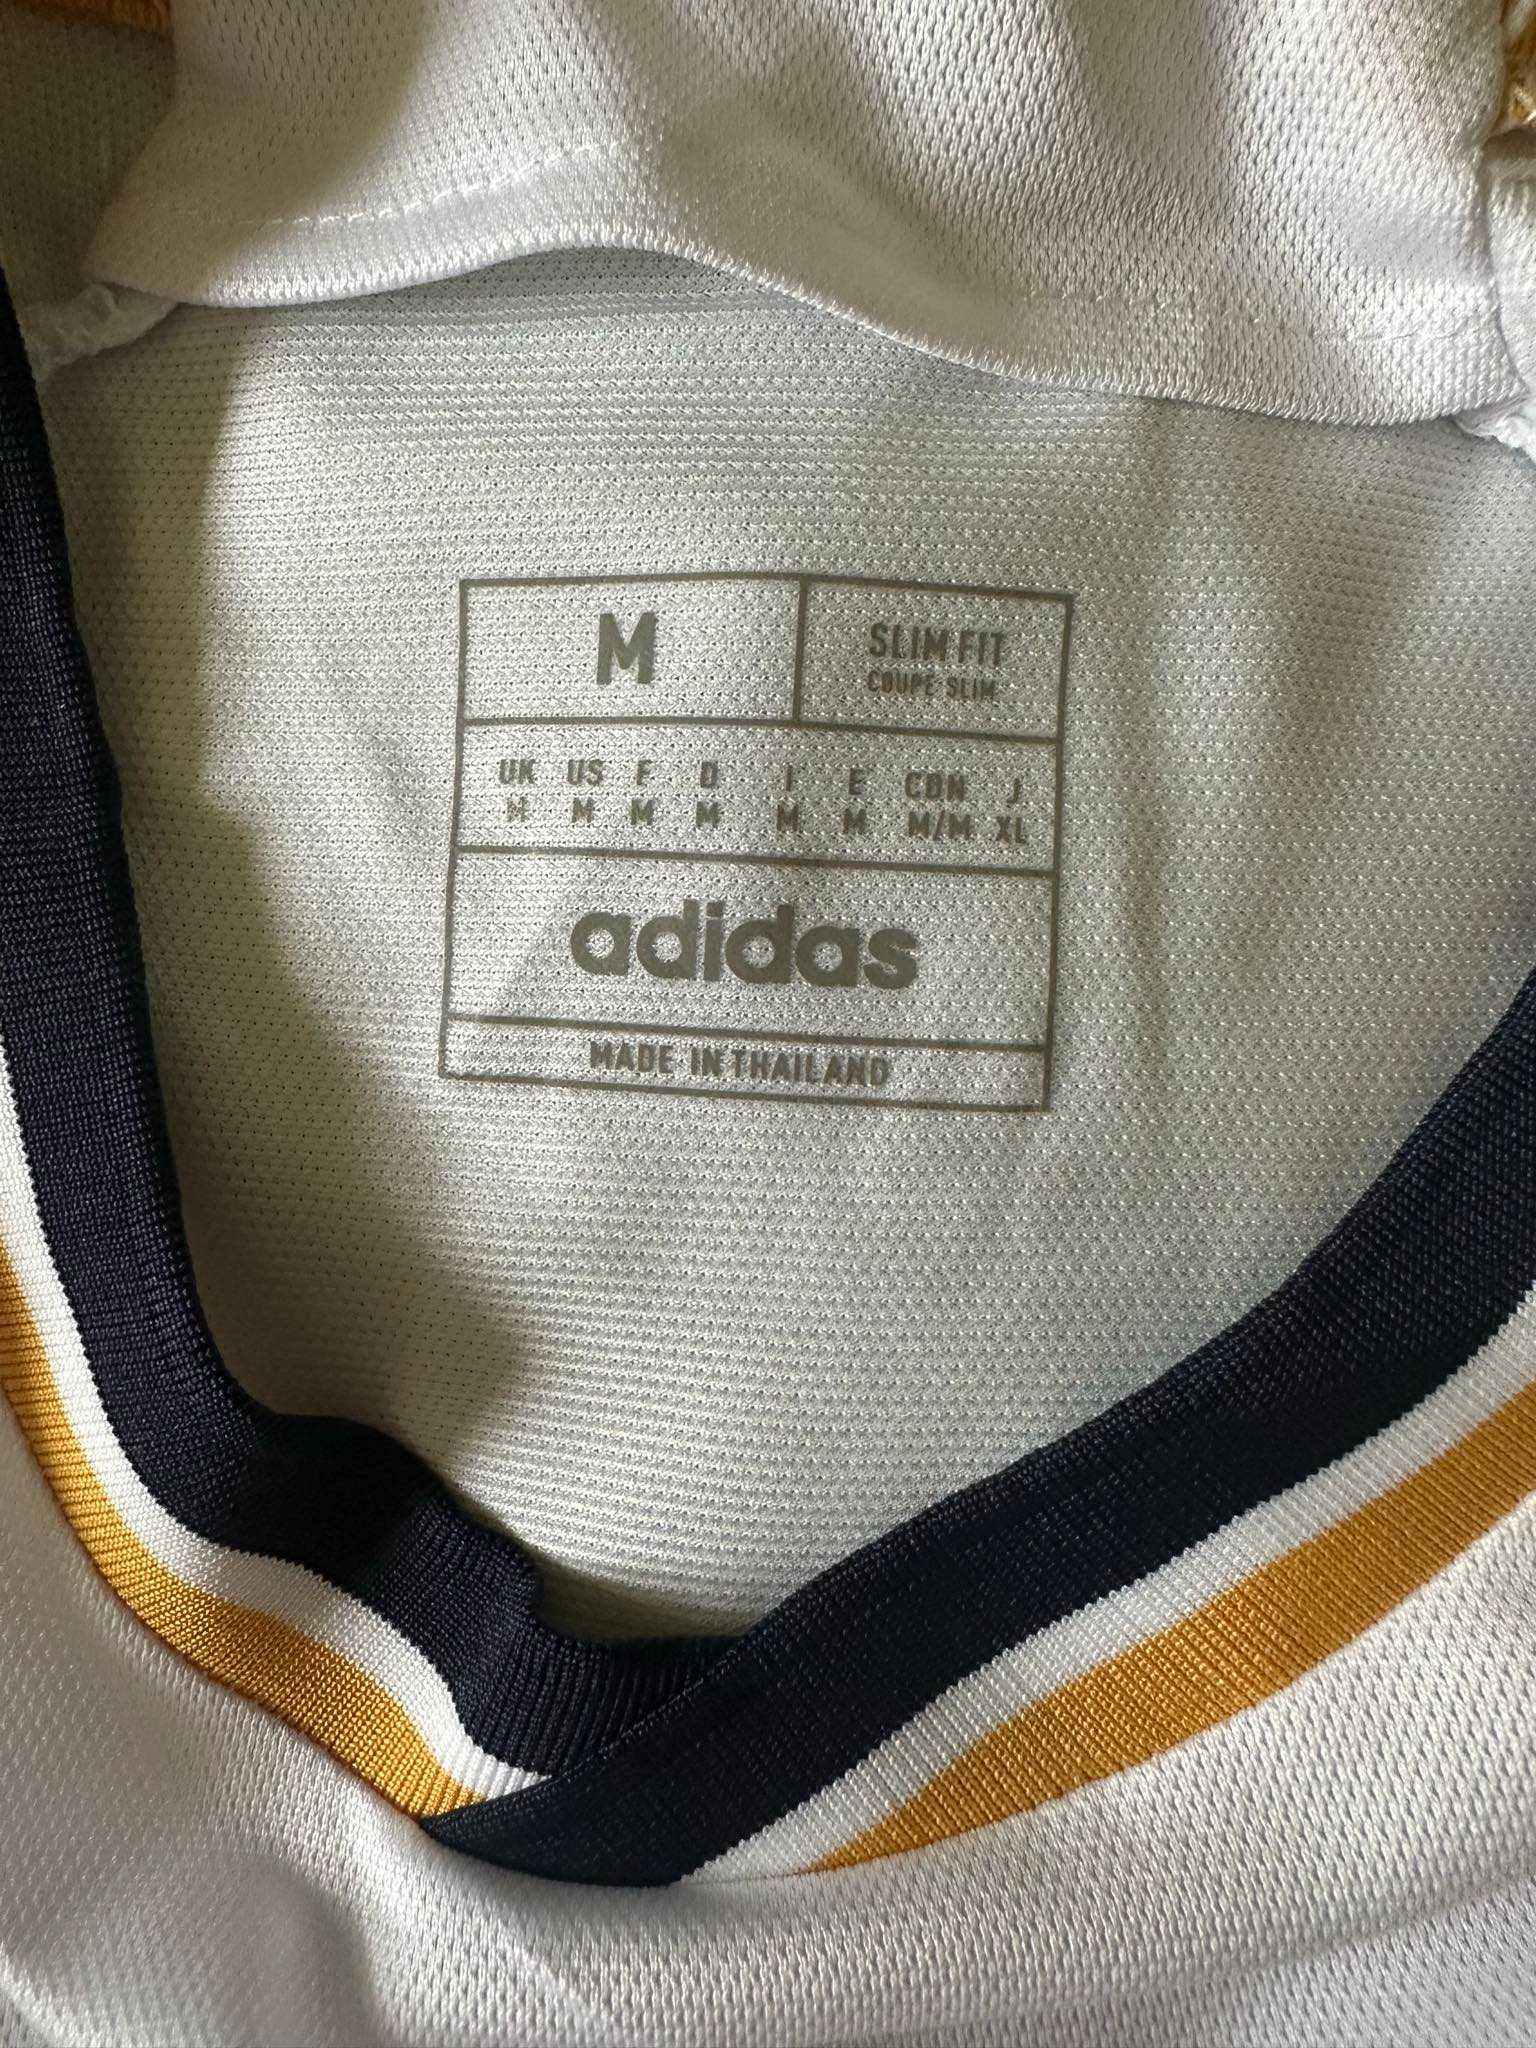 M
SLIM FIT
COUPE SLIM
UK US F D I E CDN J
M M M M M M M/M XL
adidas
MADE IN THAILAND